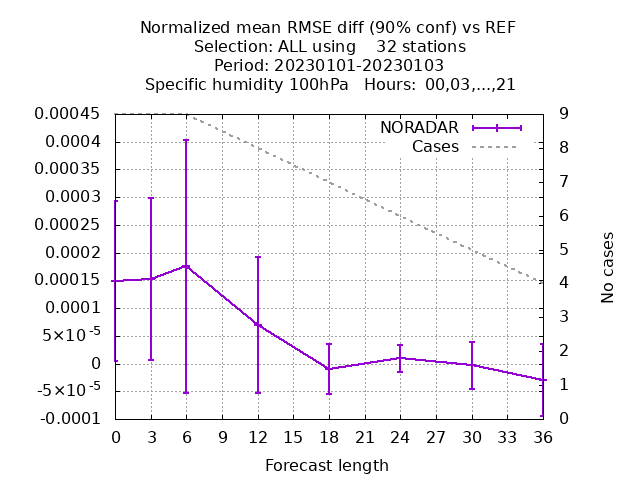 Normalized mean RMSE diff (90% conf) vs REF
Selection: ALL using    32 stations
Period: 20230101-20230103
Specific humidity 100hPa   Hours: 00,03,...,21
NORADAR
Cases
0.00045
0.0004
0.00035
0.0003
0.00025
0.0002
0.00015
0.0001
5×10⁻⁵
0
-5×10⁻⁵
-0.0001
9
8
7
6
5
4
3
2
1
0
No cases
0 3 6 9 12 15 18 21 24 27 30 33 36
Forecast length